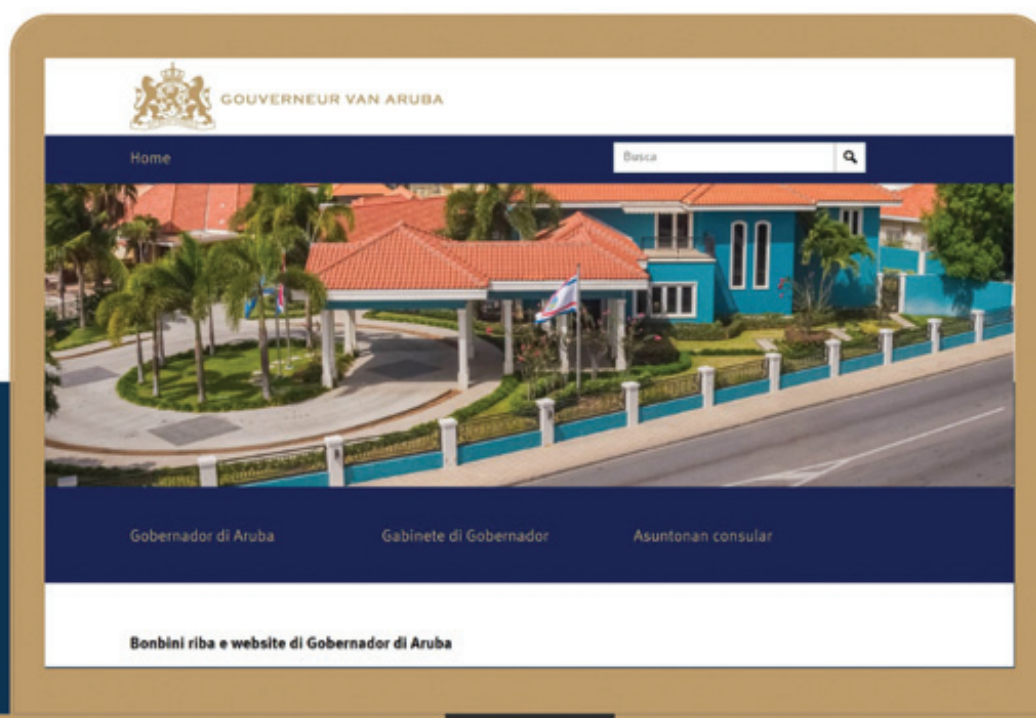 GOUVERNEUR VAN ARUBA
Home
Busca
Gobernador di Aruba
Gabinete di Gobernador
Asuntonan consular
Bonbini riba e website di Gobernador di Aruba